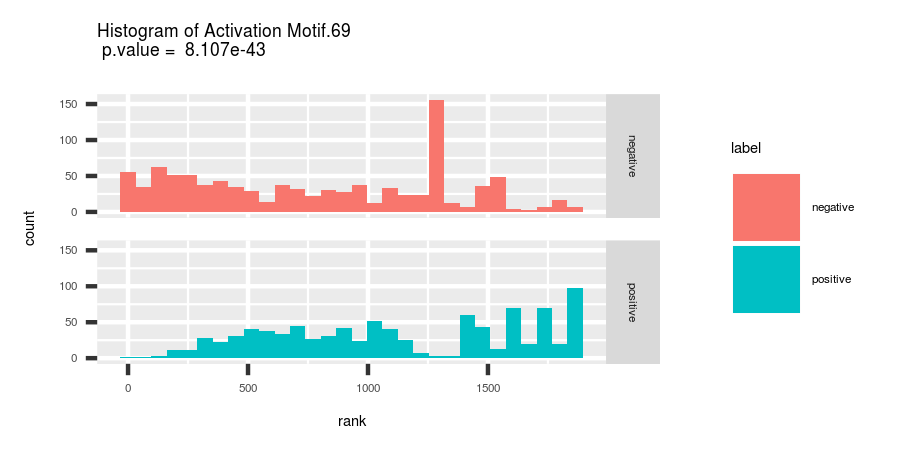 Histogram of Activation Motif.69
p.value = 8.107e-43
150
100
50
0
negative
150
100
50
0
positive
0
500
1000
1500
count
rank
label
negative
positive